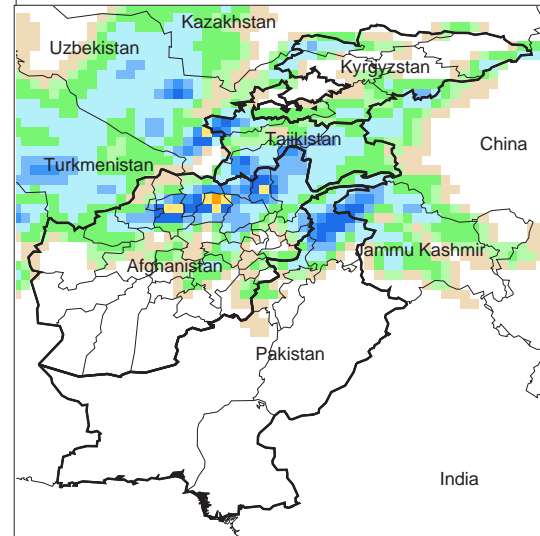 Kazakhstan
Uzbekistan
Kyrgyzstan
Tajikistan
China
Turkmenistan
Jammu Kashmir
Afghanistan
Pakistan
India